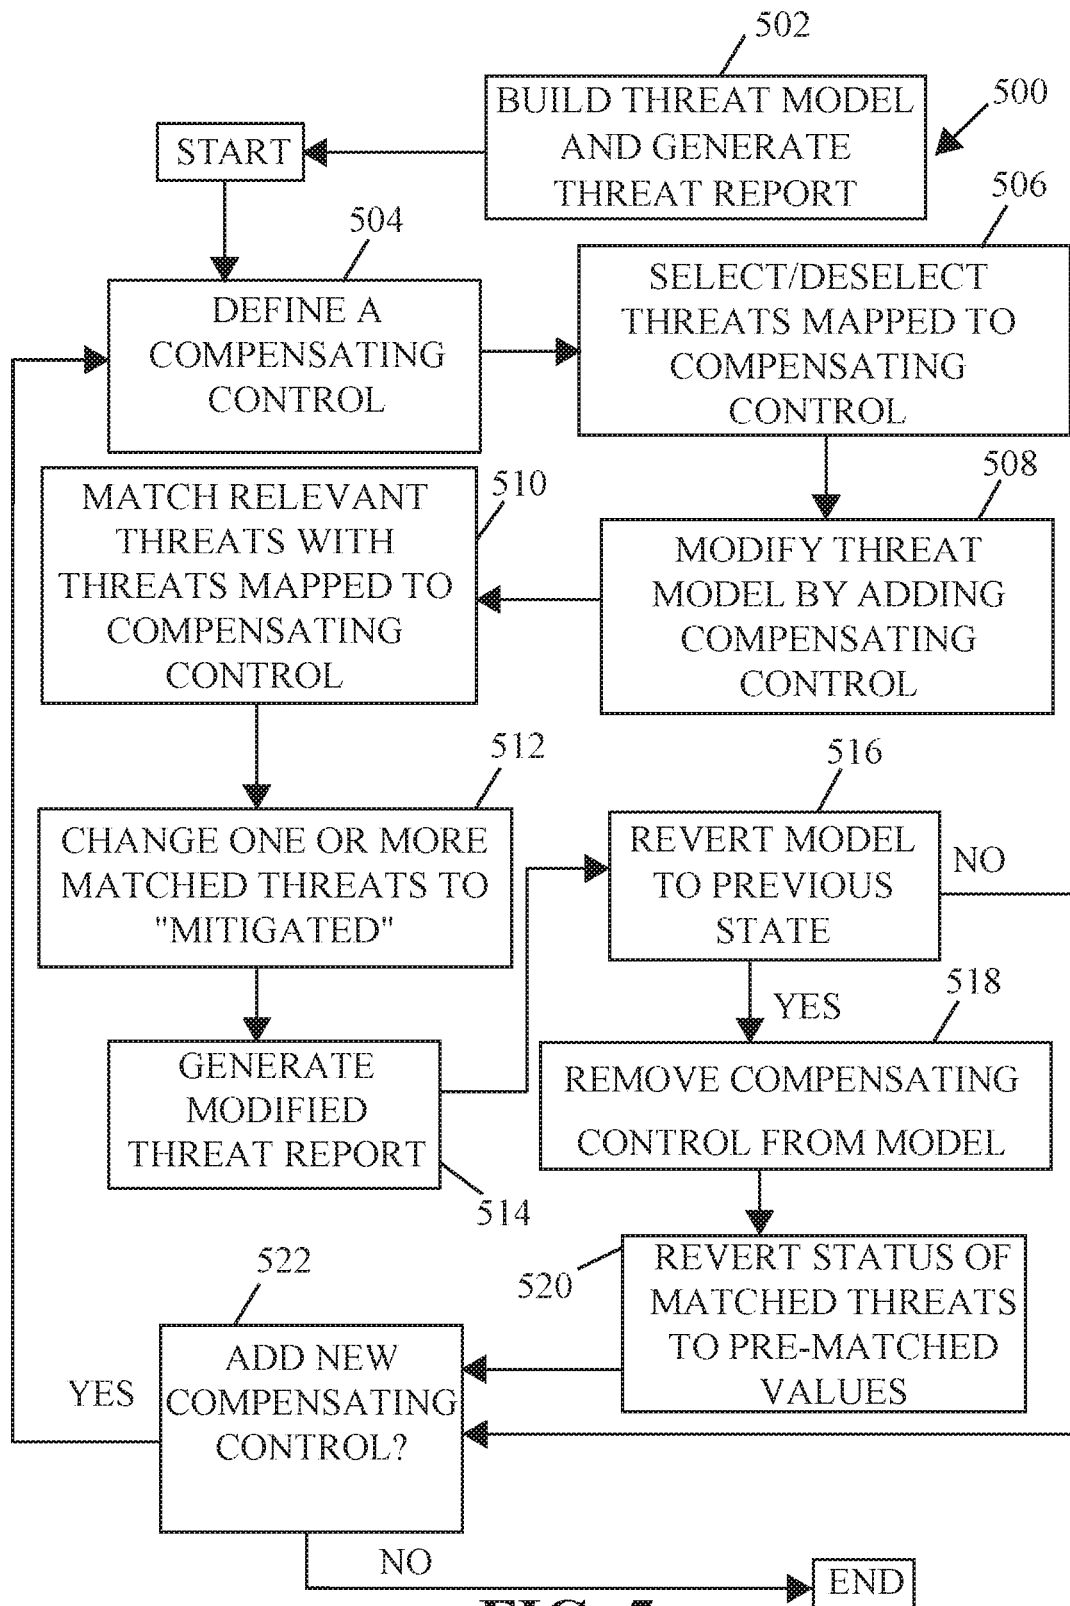 502
BUILD THREAT MODEL
AND GENERATE
THREAT REPORT
500
START
504
DEFINE A
COMPENSATING
CONTROL
506
SELECT/DESELECT
THREATS MAPPED TO
COMPENSATING
CONTROL
508
MODIFY THREAT
MODEL BY ADDING
COMPENSATING
CONTROL
510
MATCH RELEVANT
THREATS WITH
THREATS MAPPED TO
COMPENSATING
CONTROL
512
CHANGE ONE OR MORE
MATCHED THREATS TO
"MITIGATED"
514
GENERATE
MODIFIED
THREAT REPORT
516
REVERT MODEL
TO PREVIOUS
STATE
NO
YES
518
REMOVE COMPENSATING
CONTROL FROM MODEL
520
REVERT STATUS OF
MATCHED THREATS
TO PRE-MATCHED
VALUES
522
ADD NEW
COMPENSATING
CONTROL?
YES
NO
END